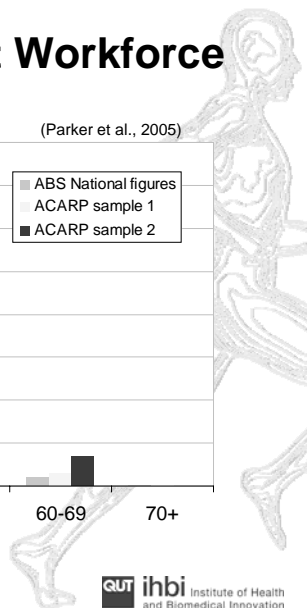 Workforce
(Parker et al., 2005)
ABS National figures
ACARP sample 1
ACARP sample 2
60-69 70+
QUT ihbi Institute of Health
and Biomedical Innovation